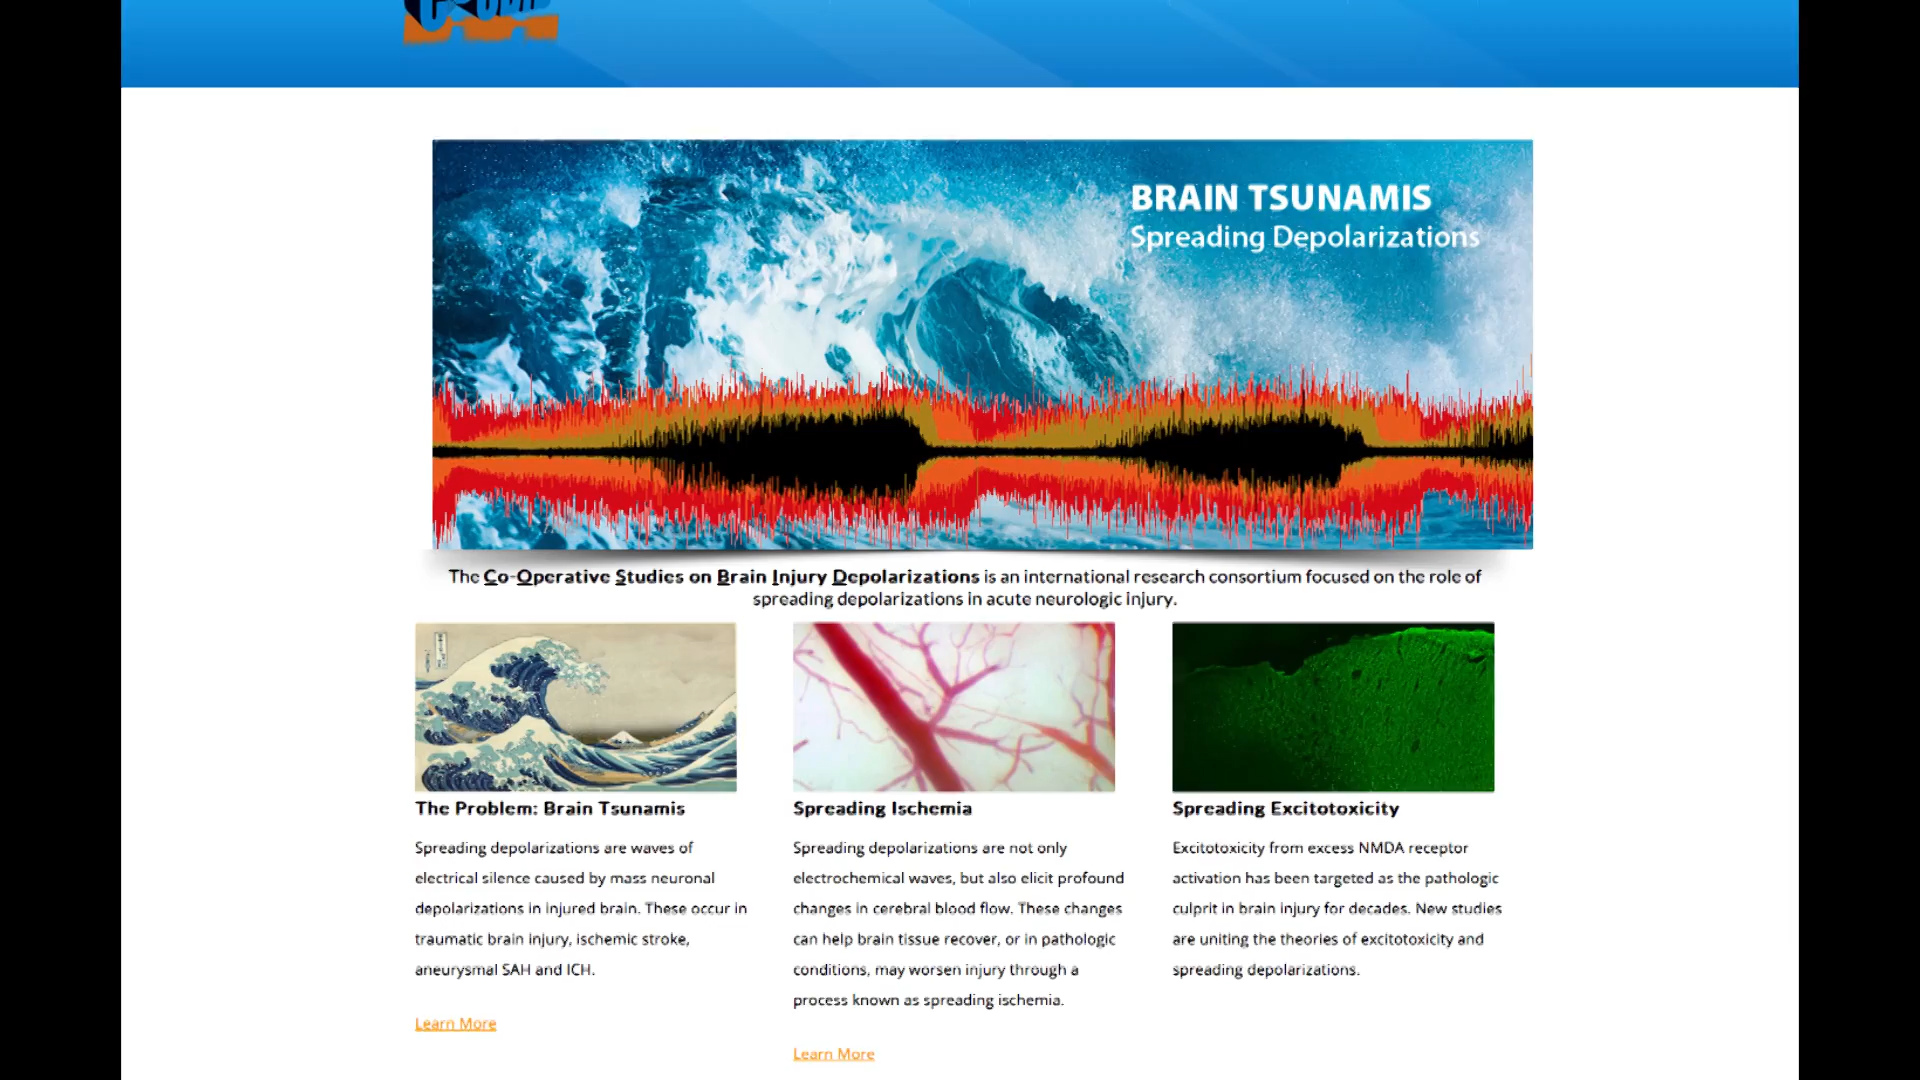 BRAIN TSUNAMIS
Spreading Depolarizations
The Co-Operative Studies on Brain Injury Depolarizations is an international research consortium focused on the role of
spreading depolarizations in acute neurologic injury.
The Problem: Brain Tsunamis
Spreading depolarizations are waves of
electrical silence caused by mass neuronal
depolarizations in injured brain. These occur in
traumatic brain injury, ischemic stroke,
aneurysmal SAH and ICH.
Learn More
Spreading Ischemia
Spreading depolarizations are not only
electrochemical waves, but also elicit profound
changes in cerebral blood flow. These changes
can help brain tissue recover, or in pathologic
conditions, may worsen injury through a
process known as spreading ischemia.
Learn More
Spreading Excitotoxicity
Excitotoxicity from excess NMDA receptor
activation has been targeted as the pathologic
culprit in brain injury for decades. New studies
are uniting the theories of excitotoxicity and
spreading depolarizations.